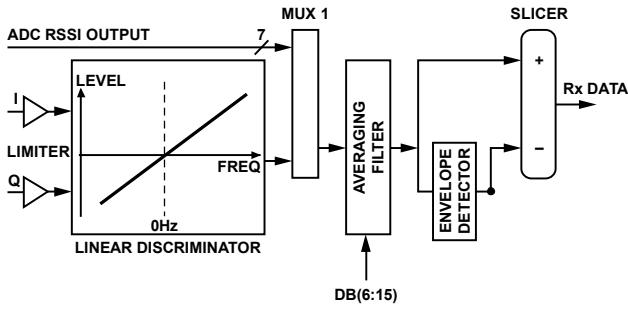 MUX 1
SLICER
ADC RSSI OUTPUT
7
LEVEL
I
LIMITER
FREQ
Q
0Hz
LINEAR DISCRIMINATOR
AVERAGING
FILTER
DB(6:15)
ENVELOPE
DETECTOR
+
–
Rx DATA